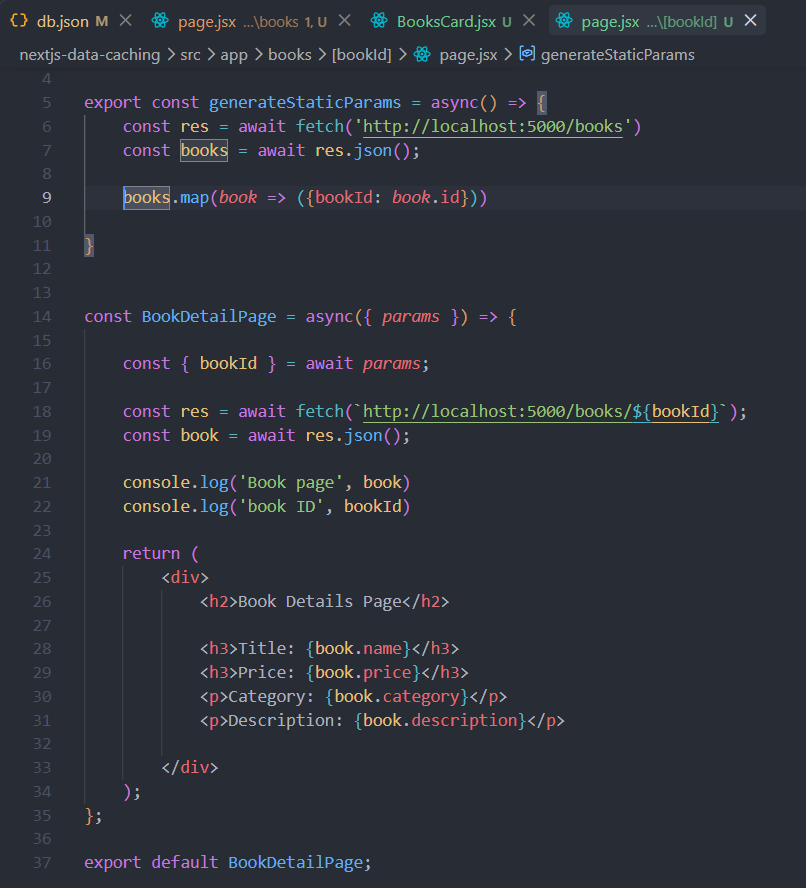 db.json M page.jsx ...\books 1, U BooksCard.jsx U page.jsx ...\[bookId] U
nextjs-data-caching > src > app > books > [bookId] > page.jsx > generateStaticParams
4
5 export const generateStaticParams = async() => {
6 const res = await fetch('http://localhost:5000/books')
7 const books = await res.json();
8
9 books.map(book => ({bookId: book.id}))
10
11 }
12
13
14 const BookDetailPage = async({ params }) => {
15
16 const { bookId } = await params;
17
18 const res = await fetch(`http://localhost:5000/books/${bookId}`);
19 const book = await res.json();
20
21 console.log('Book page', book)
22 console.log('book ID', bookId)
23
24 return (
25 <div>
26 <h2>Book Details Page</h2>
27
28 <h3>Title: {book.name}</h3>
29 <h3>Price: {book.price}</h3>
30 <p>Category: {book.category}</p>
31 <p>Description: {book.description}</p>
32
33 </div>
34 );
35 };
36
37 export default BookDetailPage;